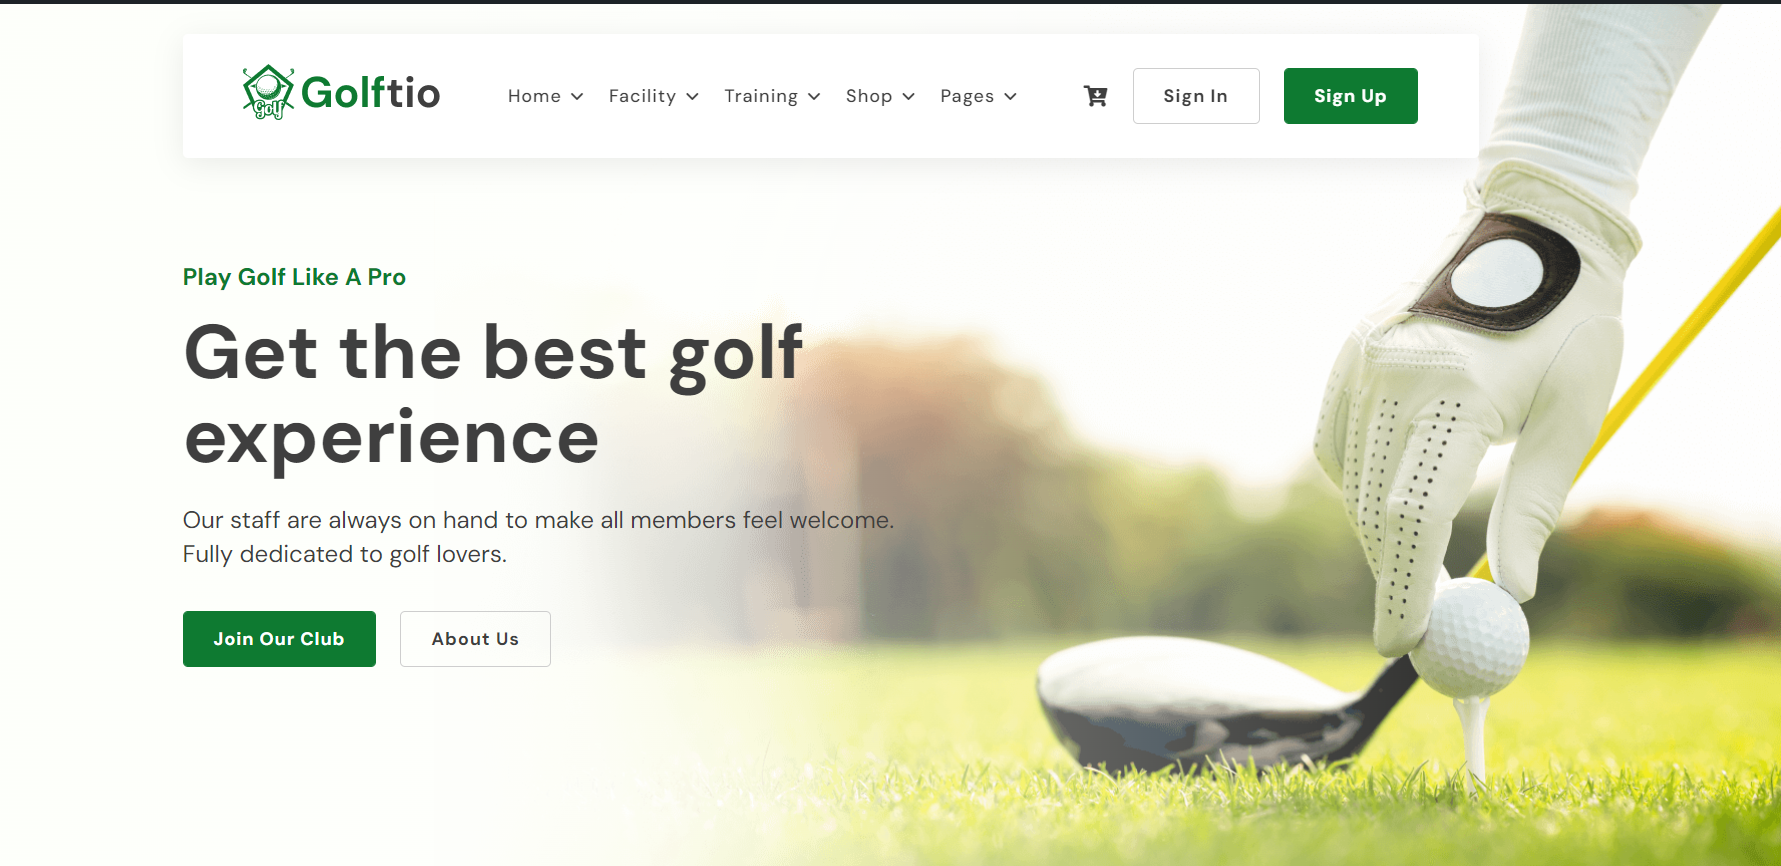 Golf
Golftio
Home
Facility
Training
Shop
Pages
Sign In
Sign Up
Play Golf Like A Pro
Get the best golf
experience
Our staff are always on hand to make all members feel welcome.
Fully dedicated to golf lovers.
Join Our Club
About Us